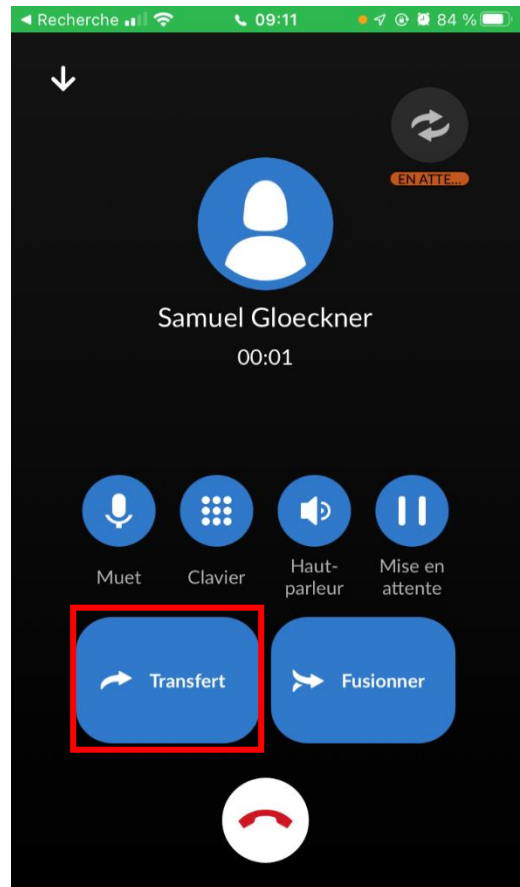 Recherche
09:11
84 %
EN ATTE...
Samuel Gloeckner
00:01
Muet
Clavier
Haut-
parleur
Mise en
attente
Transfert
Fusionner